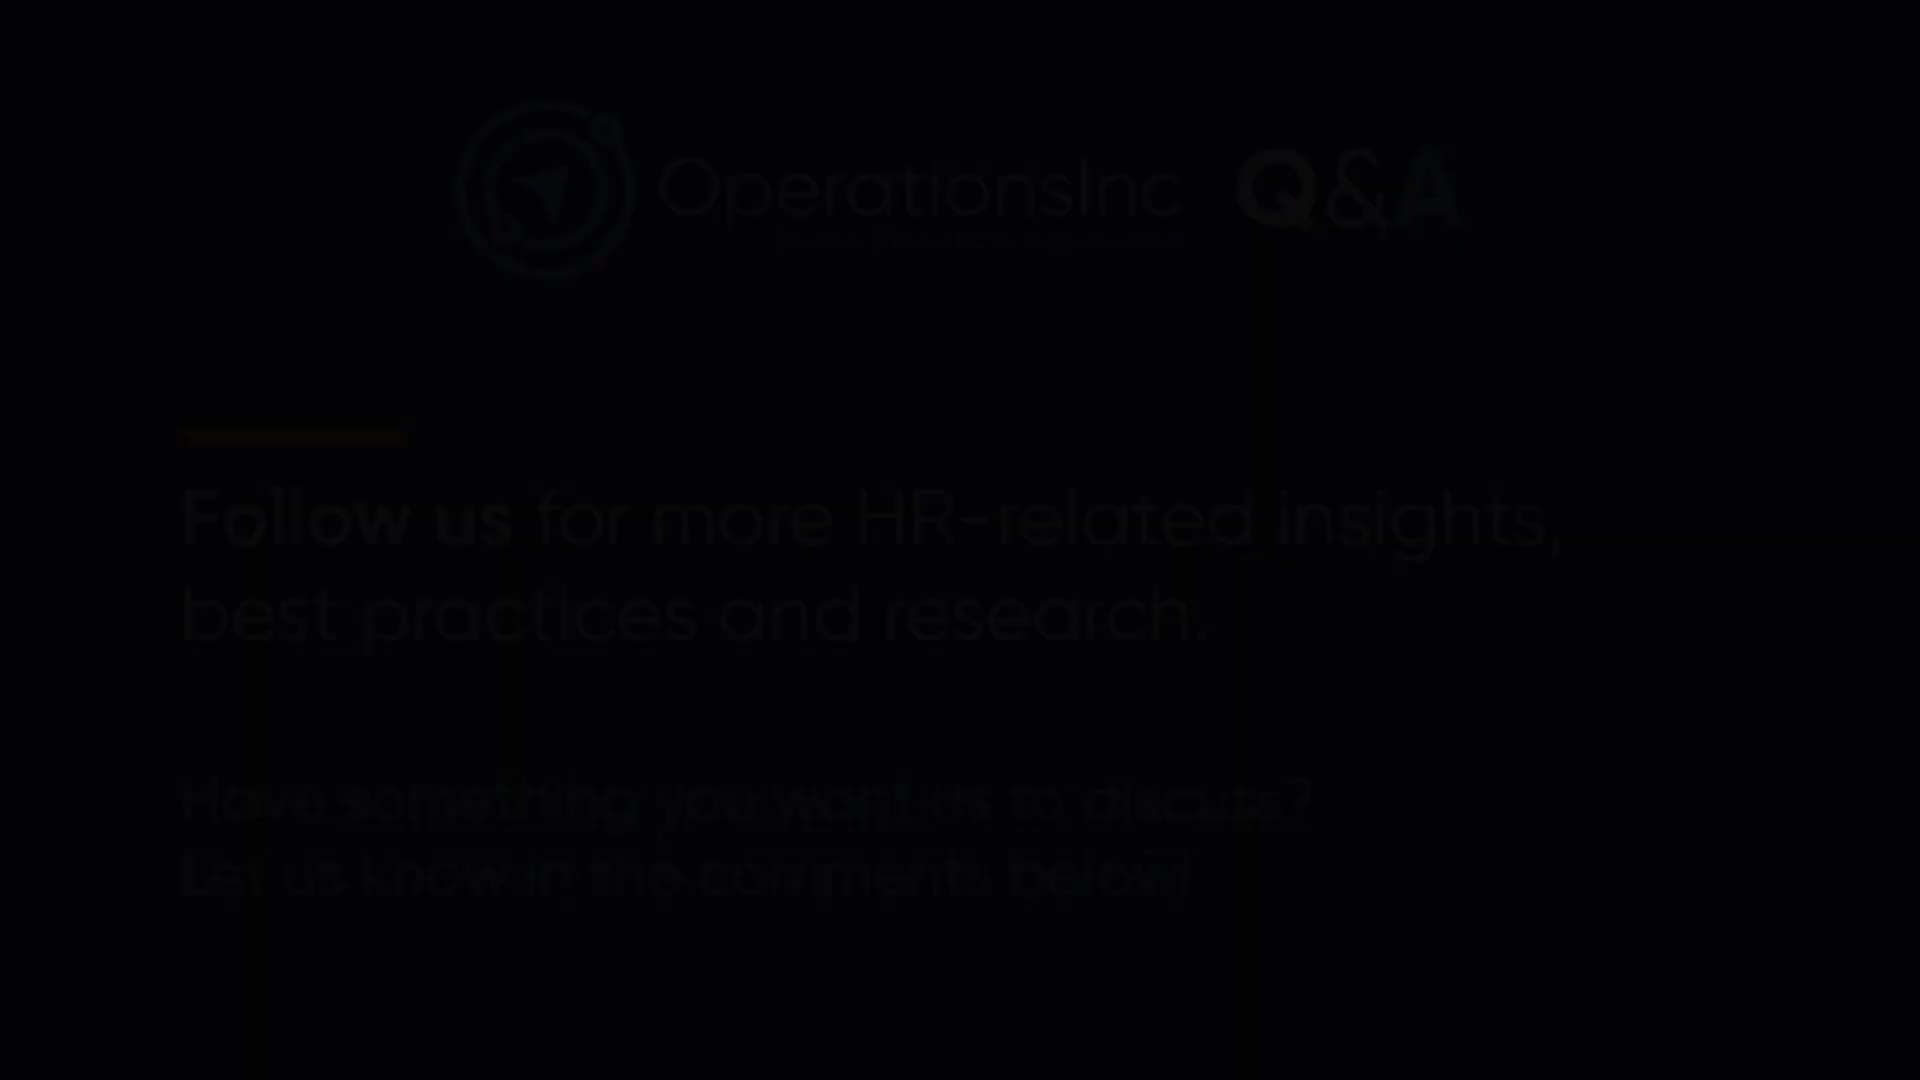 OperationsInc Q&A
Follow us for more HR-related insights,
best practices and research.
Have something you want us to discuss?
Let us know in the comments below!